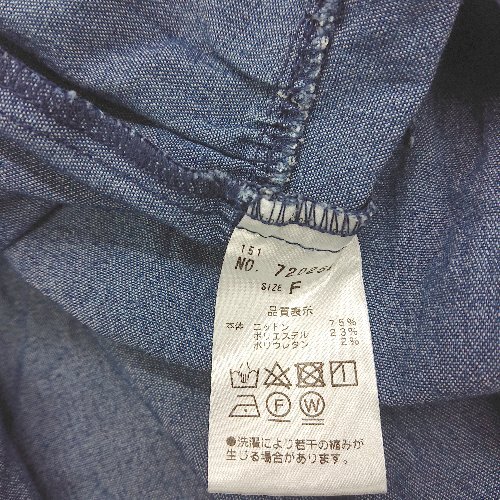 151
NO.
SIZE F
品質表示
本体 コットン 75%
ポリエステル 23%
ポリウレタン 2%
F W
●洗濯により若干の縮みが
生じる場合があります。